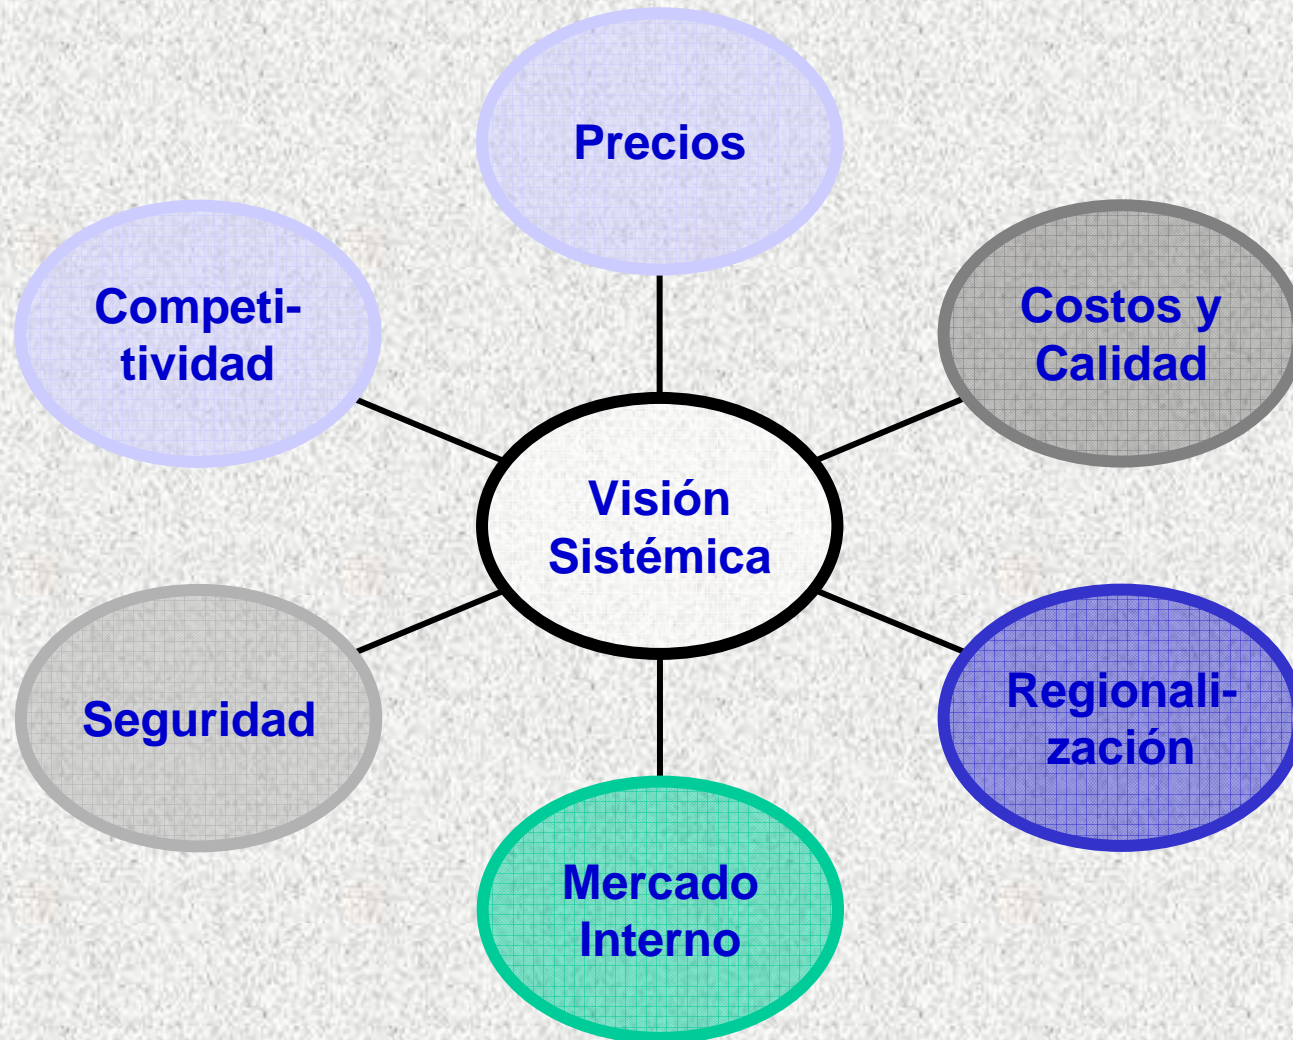 Precios
Competi-
tividad
Costos y
Calidad
Visión
Sistémica
Seguridad
Regionali-
zación
Mercado
Interno